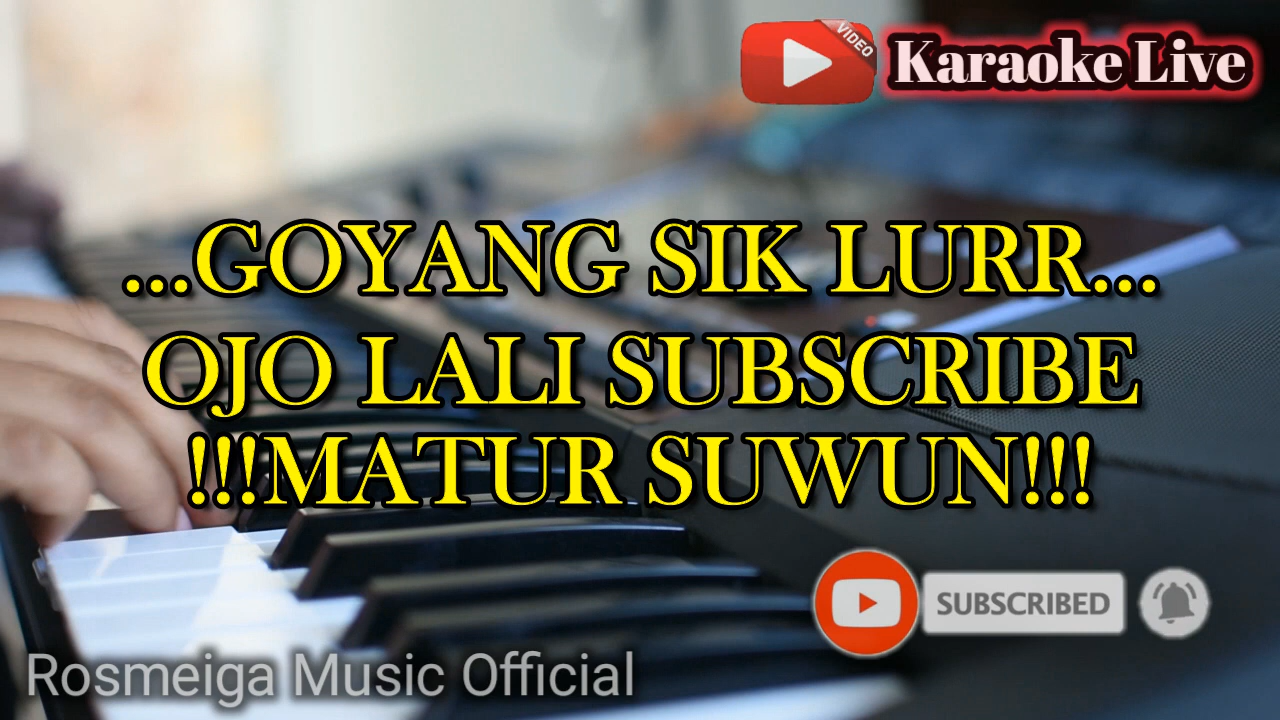 VIDEO
Karaoke Live
...GOYANG SIK LURR...
OJO LALI SUBSCRIBE
!!!MATUR SUWUN!!!
SUBSCRIBED
Rosmeiga Music Official